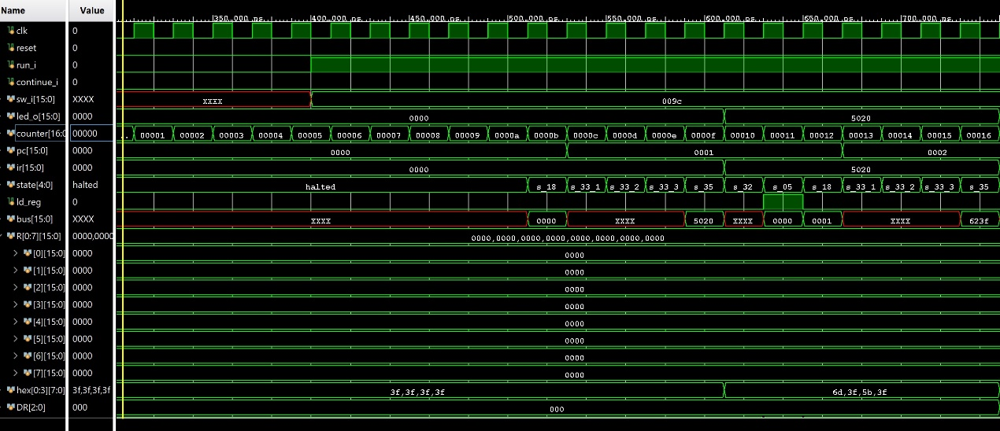 Name Value
350.000 ns 400.000 ns 450.000 ns 500.000 ns 550.000 ns 600.000 ns 650.000 ns 700.000 ns
clk 0
reset 0
run_i 0
continue_i 0
sw_i[15:0] XXXX XXXX 009c
led_o[15:0] 0000 0000 5020
counter[16:0 00000 .. 00001 00002 00003 00004 00005 00006 00007 00008 00009 0000a 0000b 0000c 0000d 0000e 0000f 00010 00011 00012 00013 00014 00015 00016
pc[15:0] 0000 0000 0001 0002
ir[15:0] 0000 0000 5020
state[4:0] halted halted s_18 s_33_1 s_33_2 s_33_3 s_35 s_32 s_05 s_18 s_33_1 s_33_2 s_33_3 s_35
ld_reg 0
bus[15:0] XXXX XXXX 0000 XXXX 5020 XXXX 0000 0001 XXXX 623f
R[0:7][15:0] 0000,0000 0000,0000,0000,0000,0000,0000,0000,0000
[0][15:0] 0000 0000
[1][15:0] 0000 0000
[2][15:0] 0000 0000
[3][15:0] 0000 0000
[4][15:0] 0000 0000
[5][15:0] 0000 0000
[6][15:0] 0000 0000
[7][15:0] 0000 0000
hex[0:3][7:0] 3f,3f,3f,3f 3f,3f,3f,3f 6d,3f,5b,3f
DR[2:0] 000 000